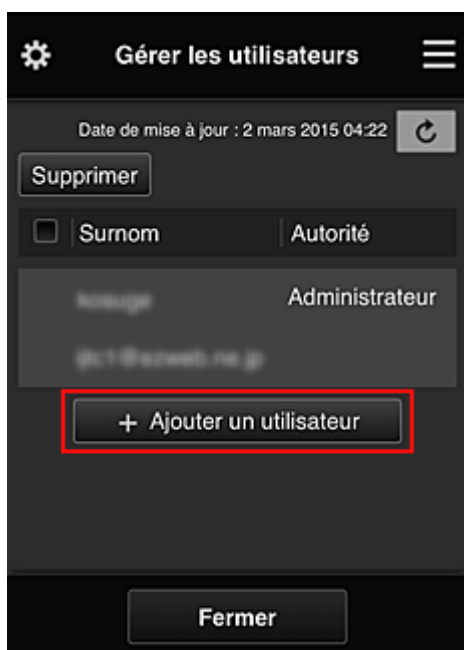 Gérer les utilisateurs
Date de mise à jour : 2 mars 2015 04:22
Supprimer
Surnom Autorité
Administrateur
+ Ajouter un utilisateur
Fermer